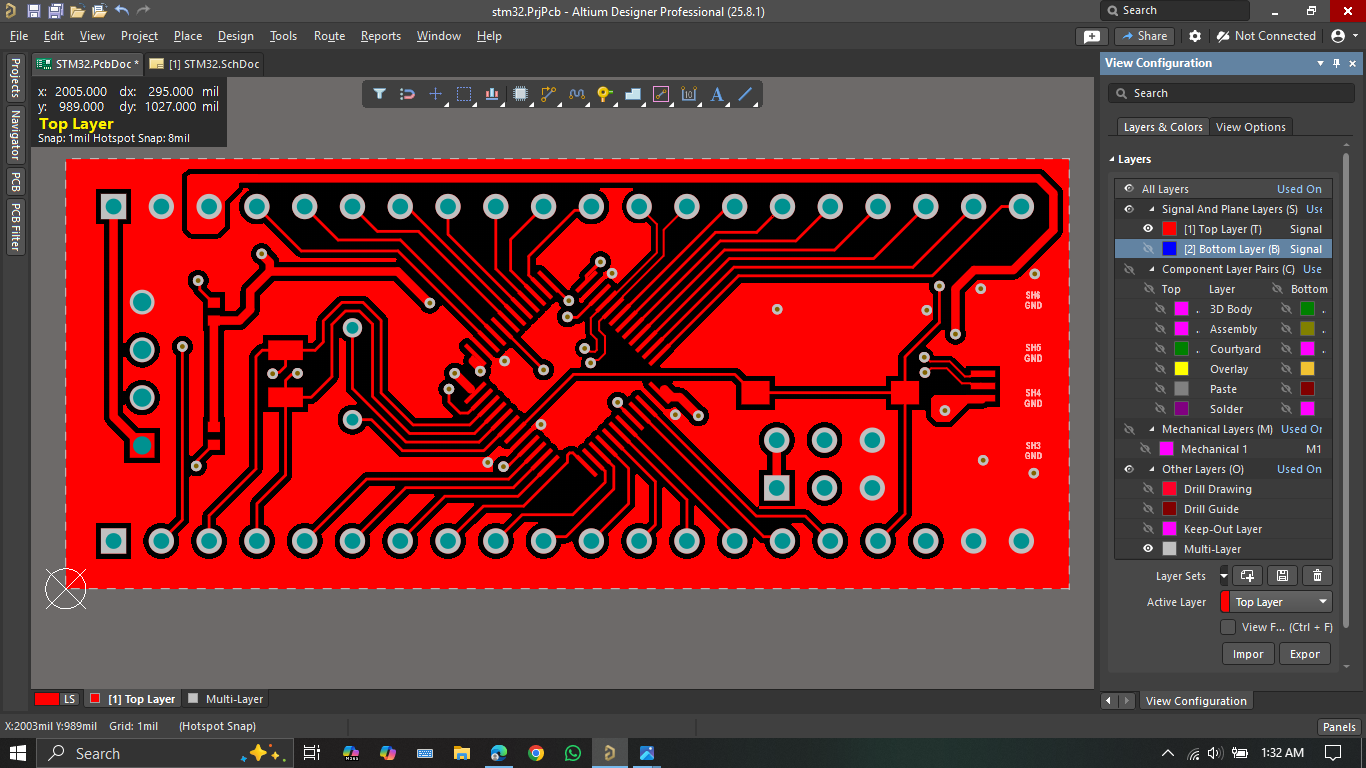 stm32.PrjPcb - Altium Designer Professional (25.8.1)
Search
File Edit View Project Place Design Tools Route Reports Window Help
Share
Not Connected
STM32.PcbDoc *
[1] STM32.SchDoc
Projects
Navigator
PCB
PCB Filter
x: 2005.000 dx: 295.000 mil
y: 989.000 dy: 1027.000 mil
Top Layer
Snap: 1mil Hotspot Snap: 8mil
SH6
GND
SH5
GND
SH4
GND
SH3
GND
View Configuration
Search
Layers & Colors View Options
Layers
All Layers Used On
Signal And Plane Layers (S) Use
[1] Top Layer (T) Signal
[2] Bottom Layer (B) Signal
Component Layer Pairs (C) Use
Top Layer Bottom
3D Body
Assembly
Courtyard
Overlay
Paste
Solder
Mechanical Layers (M) Used Or
Mechanical 1 M1
Other Layers (O) Used On
Drill Drawing
Drill Guide
Keep-Out Layer
Multi-Layer
Layer Sets
Active Layer Top Layer
View F... (Ctrl + F)
Impor Expor
View Configuration
LS [1] Top Layer Multi-Layer
X:2003mil Y:989mil Grid: 1mil (Hotspot Snap)
Panels
Search
1:32 AM